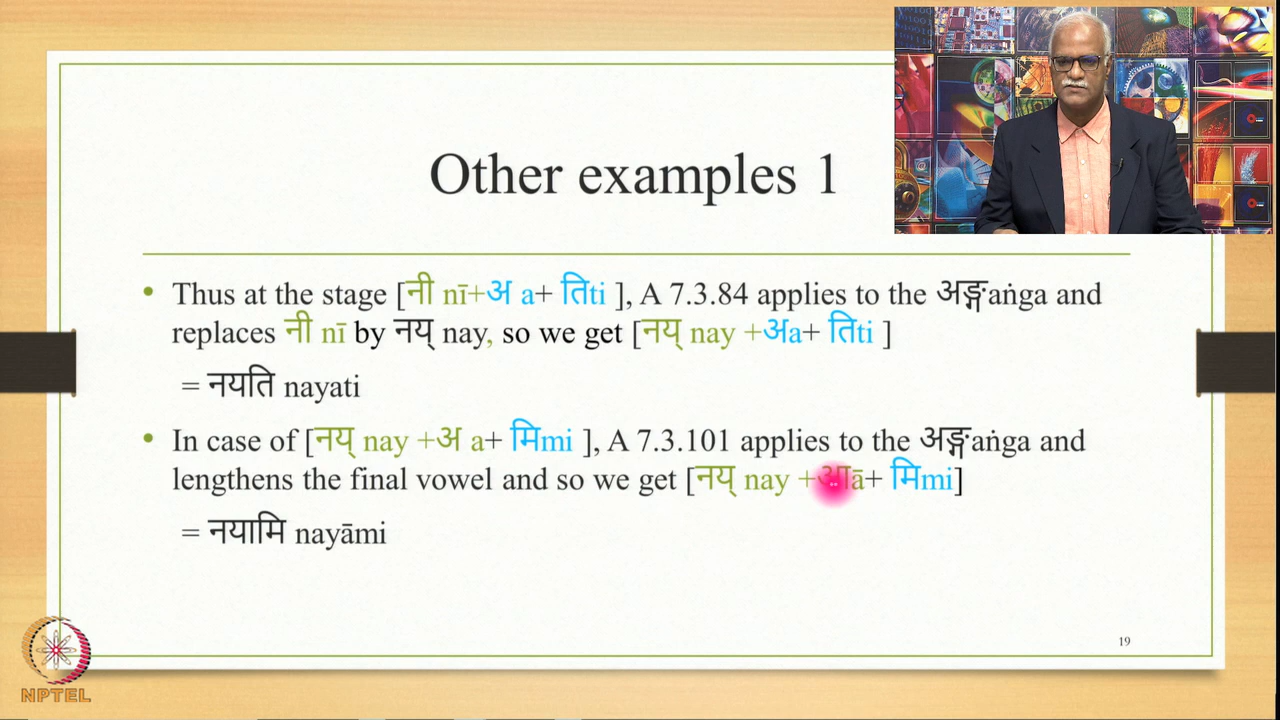 Other examples 1
• Thus at the stage [नी nī+अ a+ तिti ], A 7.3.84 applies to the अङ्गaṅga and
replaces नी nī by नय् nay, so we get [नय् nay +अa+ तिti ]
= नयति nayati
• In case of [नय् nay +अ a+ मिmi ], A 7.3.101 applies to the अङ्गaṅga and
lengthens the final vowel and so we get [नय् nay +आā+ मिmi]
= नयामि nayāmi
19
NPTEL